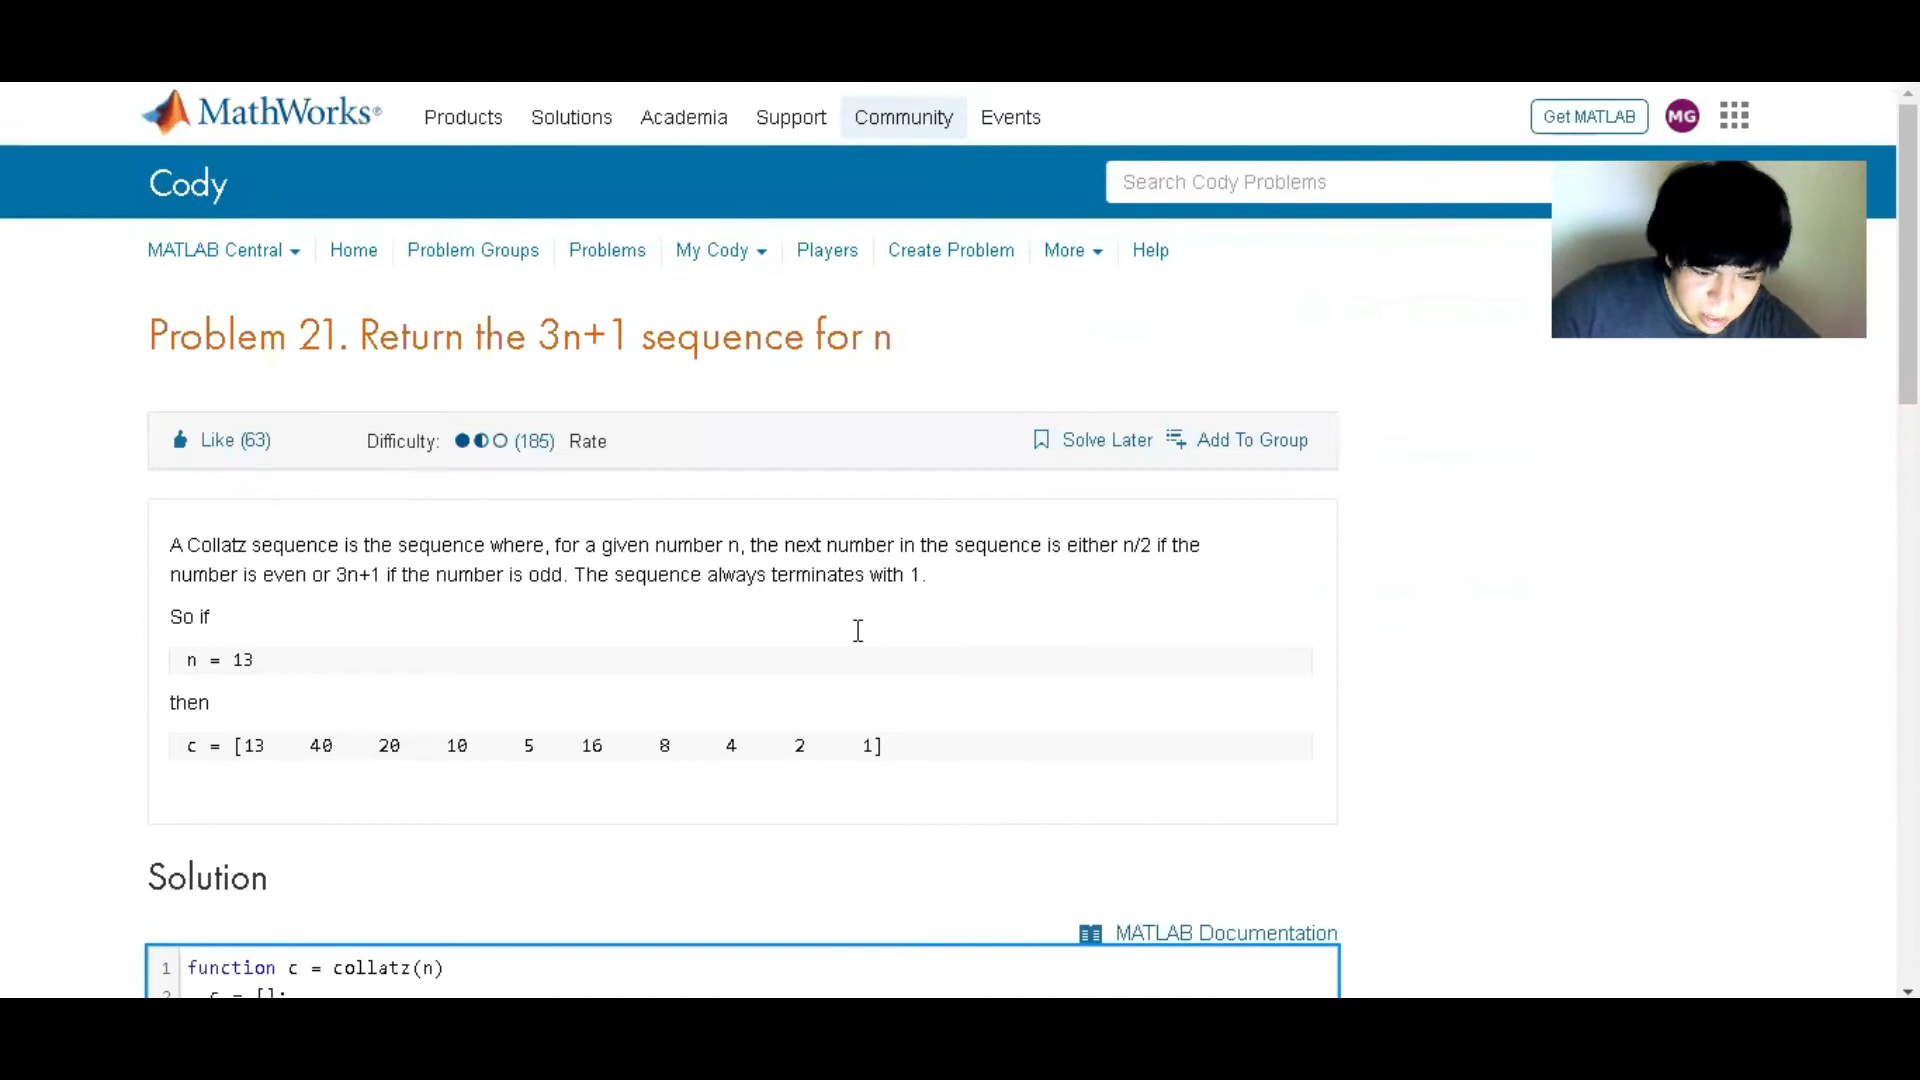 MathWorks®
Products
Solutions
Academia
Support
Community
Events
Get MATLAB
MG
Cody
Search Cody Problems
MATLAB Central
Home
Problem Groups
Problems
My Cody
Players
Create Problem
More
Help
Problem 21. Return the 3n+1 sequence for n
Like (63)
Difficulty:
(185)
Rate
Solve Later
Add To Group
A Collatz sequence is the sequence where, for a given number n, the next number in the sequence is either n/2 if the
number is even or 3n+1 if the number is odd. The sequence always terminates with 1.
So if
n = 13
then
c = [13 40 20 10 5 16 8 4 2 1]
Solution
MATLAB Documentation
1 function c = collatz(n)
2 c = [];